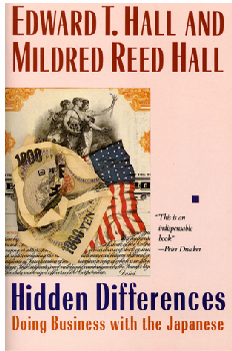 EDWARD T. HALL AND
MILDRED REED HALL
"This is an
indispensable
book"
—Peter Drucker
Hidden Differences
Doing Business with the Japanese